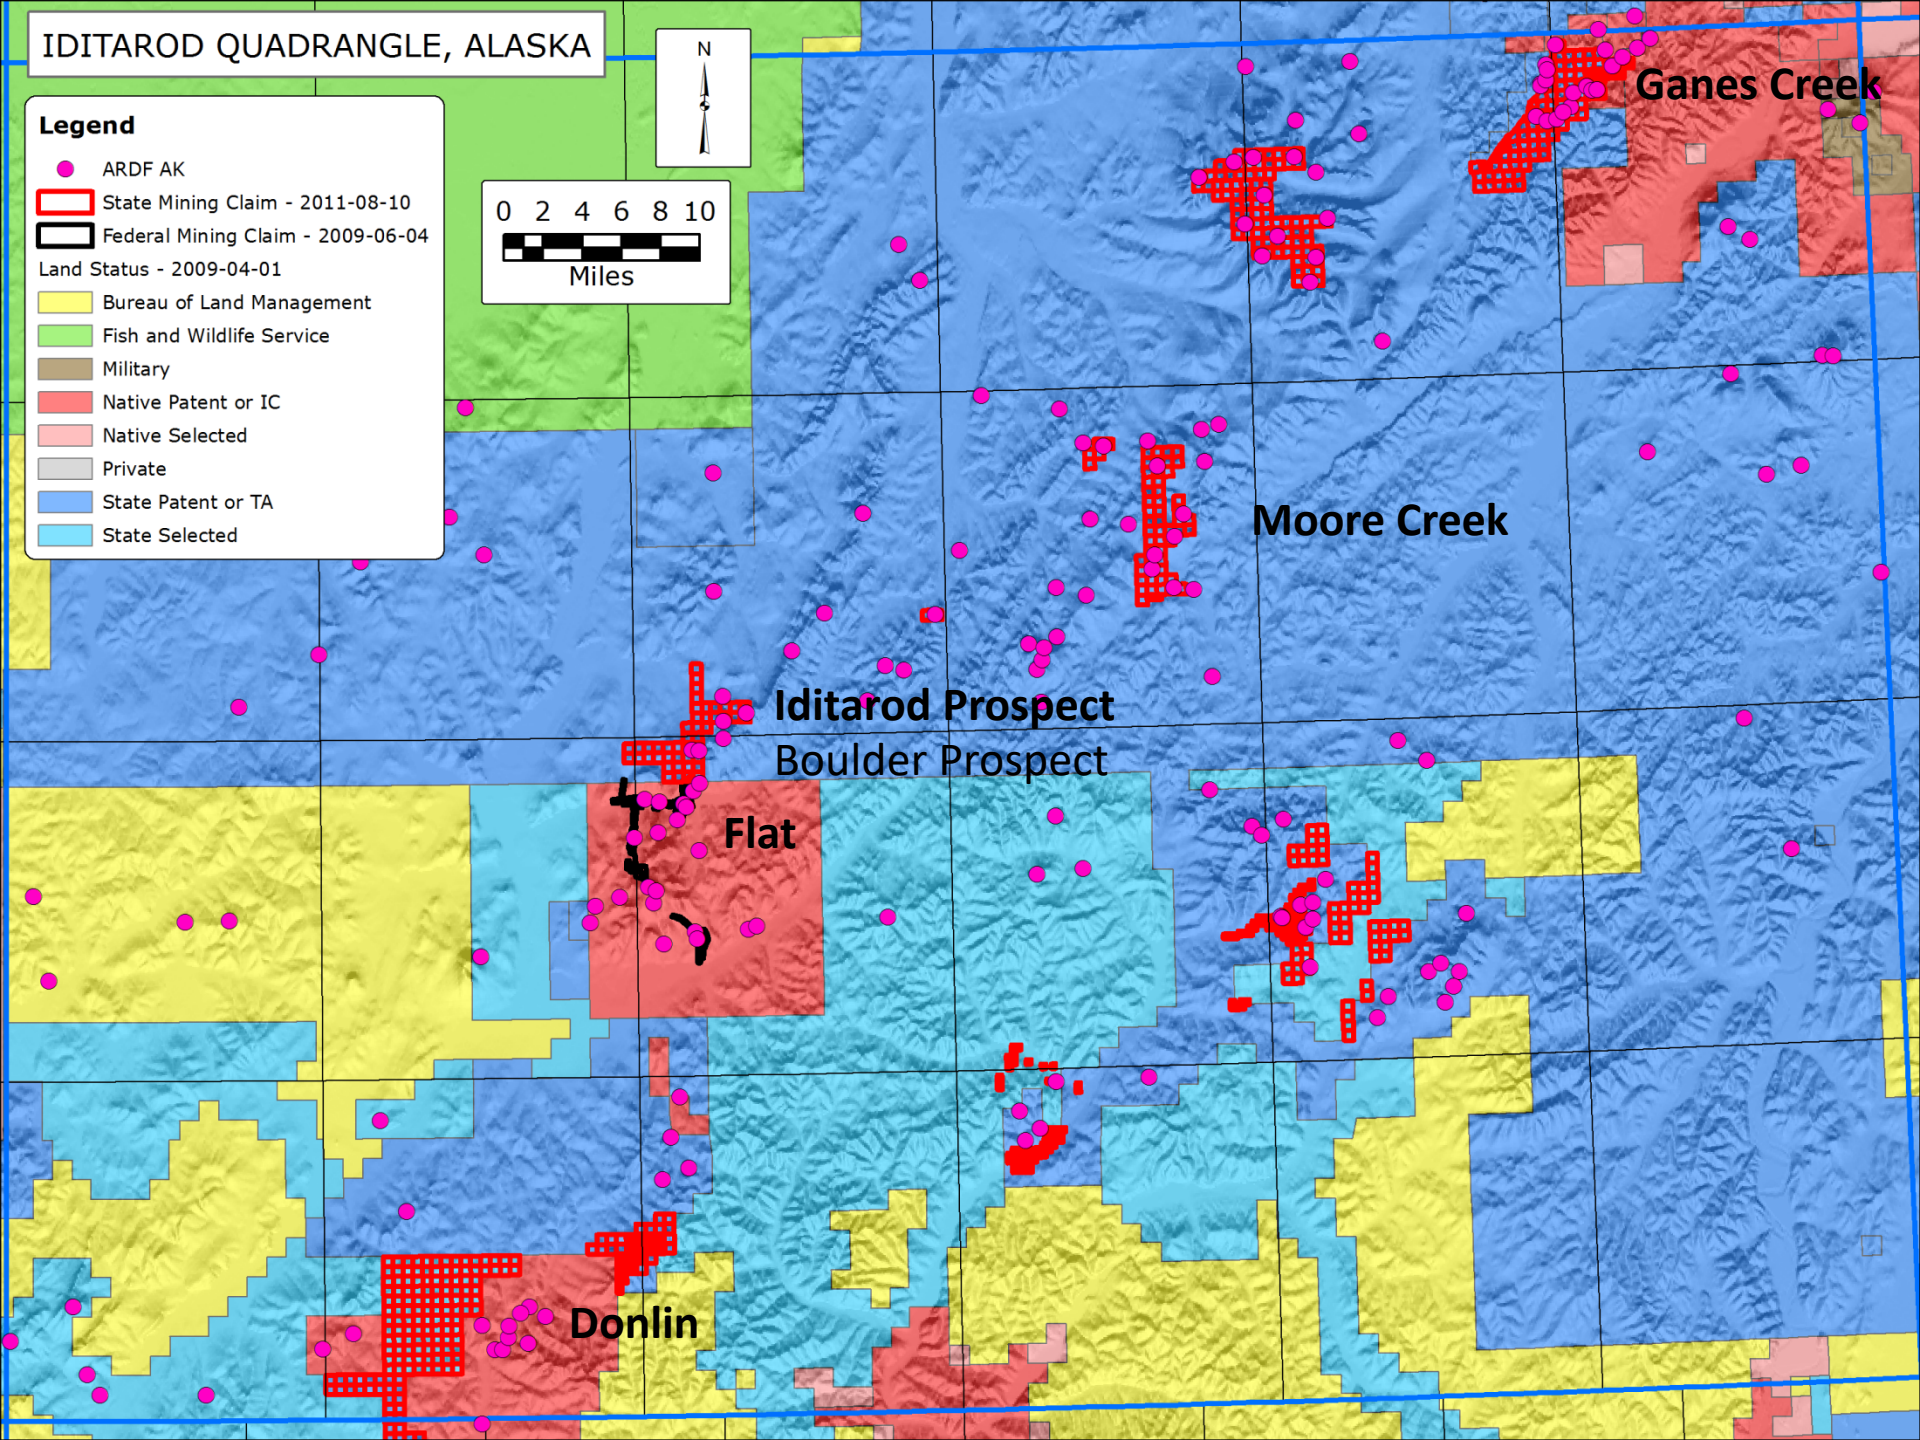 IDITAROD QUADRANGLE, ALASKA
N
Legend
ARDF AK
State Mining Claim - 2011-08-10
Federal Mining Claim - 2009-06-04
Land Status - 2009-04-01
Bureau of Land Management
Fish and Wildlife Service
Military
Native Patent or IC
Native Selected
Private
State Patent or TA
State Selected
0 2 4 6 8 10
Miles
Ganes Creek
Moore Creek
Iditarod Prospect
Boulder Prospect
Flat
Donlin